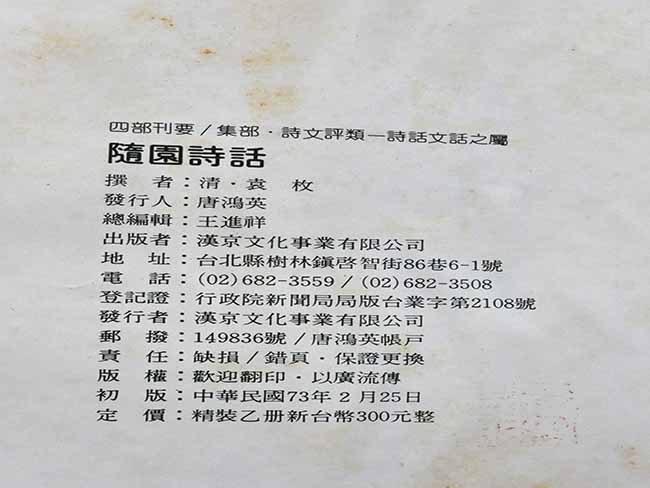 四部刊要/集部·詩文評類—詩話文話之屬
隨園詩話
撰 者:清·袁 枚
發行人:唐鴻英
總編輯:王進祥
出版者:漢京文化事業有限公司
地 址:台北縣樹林鎮啓智街86巷6-1號
電 話:(02)682-3559/(02)682-3508
登記證:行政院新聞局局版台業字第2108號
發行者:漢京文化事業有限公司
郵 撥:149836號/唐鴻英帳戶
責 任:缺損/錯頁·保證更換
版 權:歡迎翻印·以廣流傳
初 版:中華民國73年2月25日
定 價:精裝乙册新台幣300元整